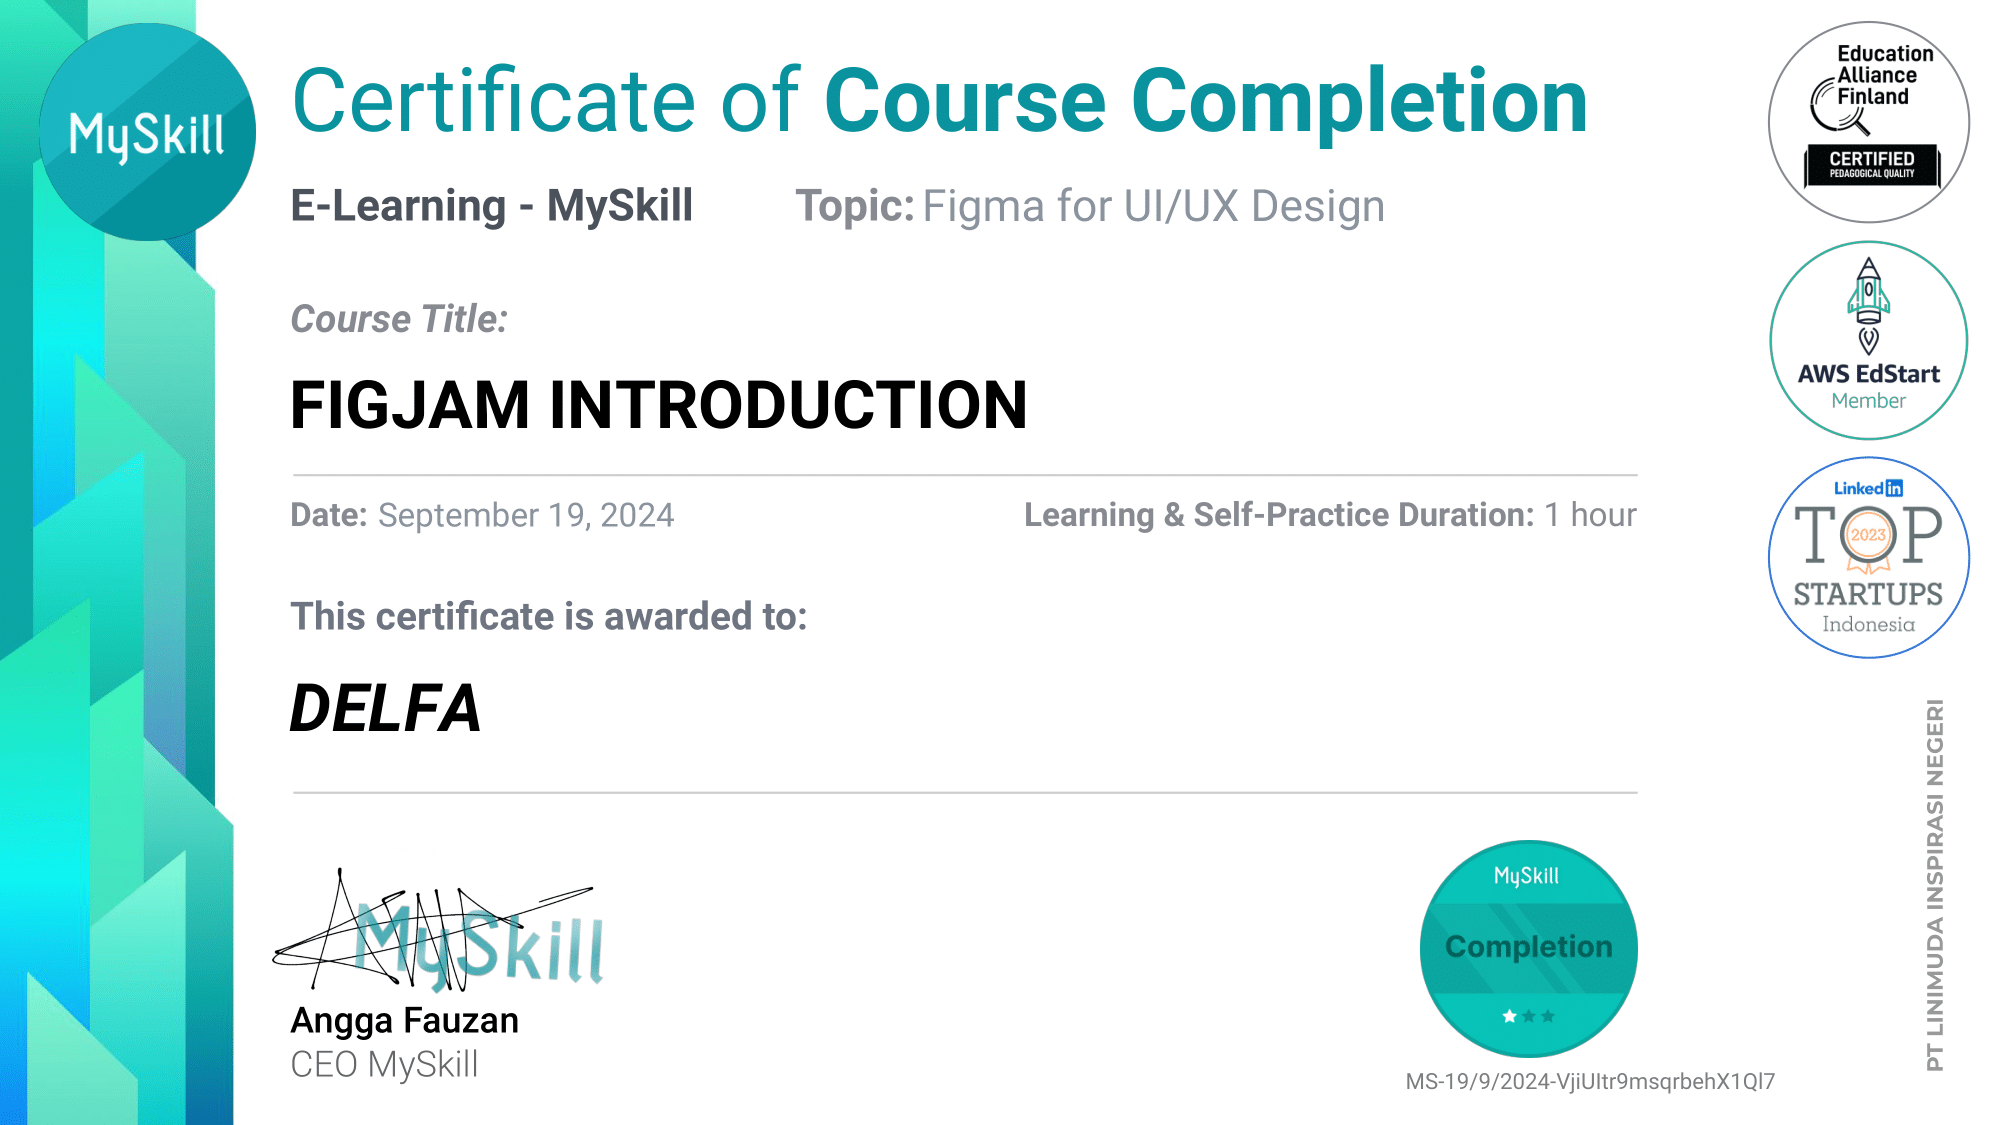 MySkill
Certificate of Course Completion
E-Learning - MySkill
Topic: Figma for UI/UX Design
Course Title:
FIGJAM INTRODUCTION
Date: September 19, 2024
Learning & Self-Practice Duration: 1 hour
This certificate is awarded to:
DELFA
MySkill
Angga Fauzan
CEO MySkill
MySkill
Completion
MS-19/9/2024-VjiUItr9msqrbehX1Ql7
Education
Alliance
Finland
CERTIFIED
PEDAGOGICAL QUALITY
AWS EdStart
Member
Linked in
TOP
2023
STARTUPS
Indonesia
PT LINIMUDA INSPIRASI NEGERI